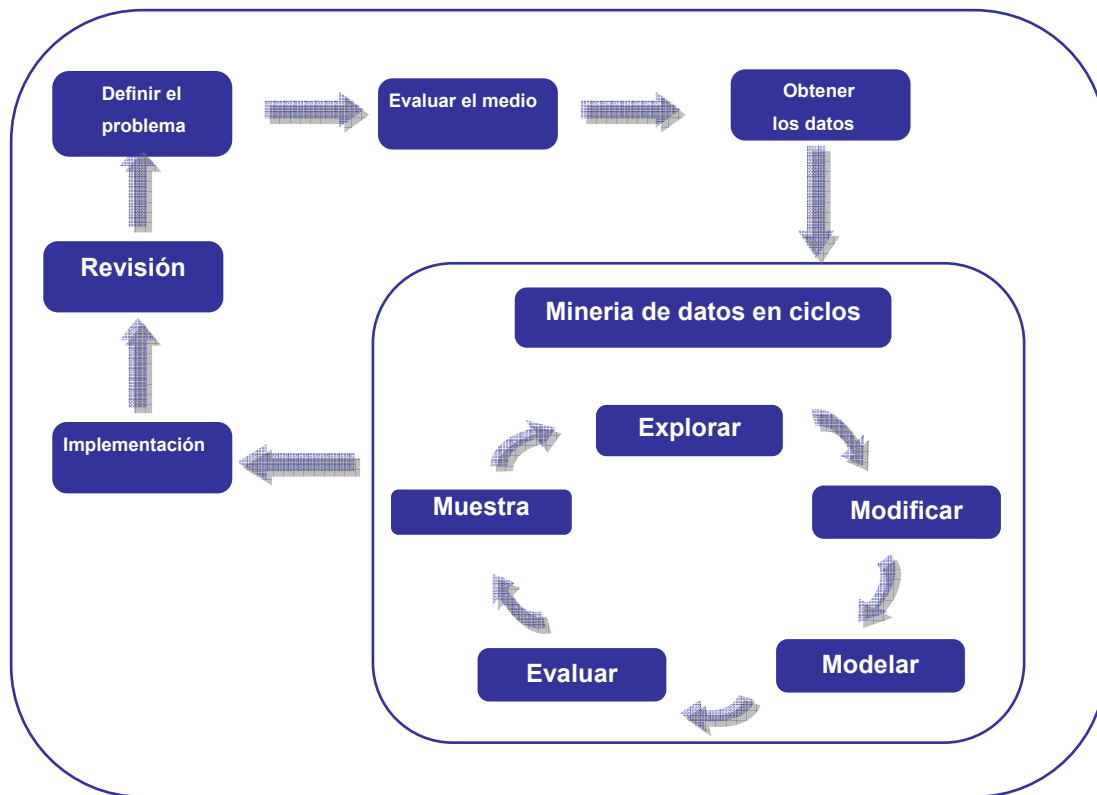 Definir el
problema
Evaluar el medio
Obtener
los datos
Revisión
Mineria de datos en ciclos
Implementación
Explorar
Muestra
Modificar
Evaluar
Modelar